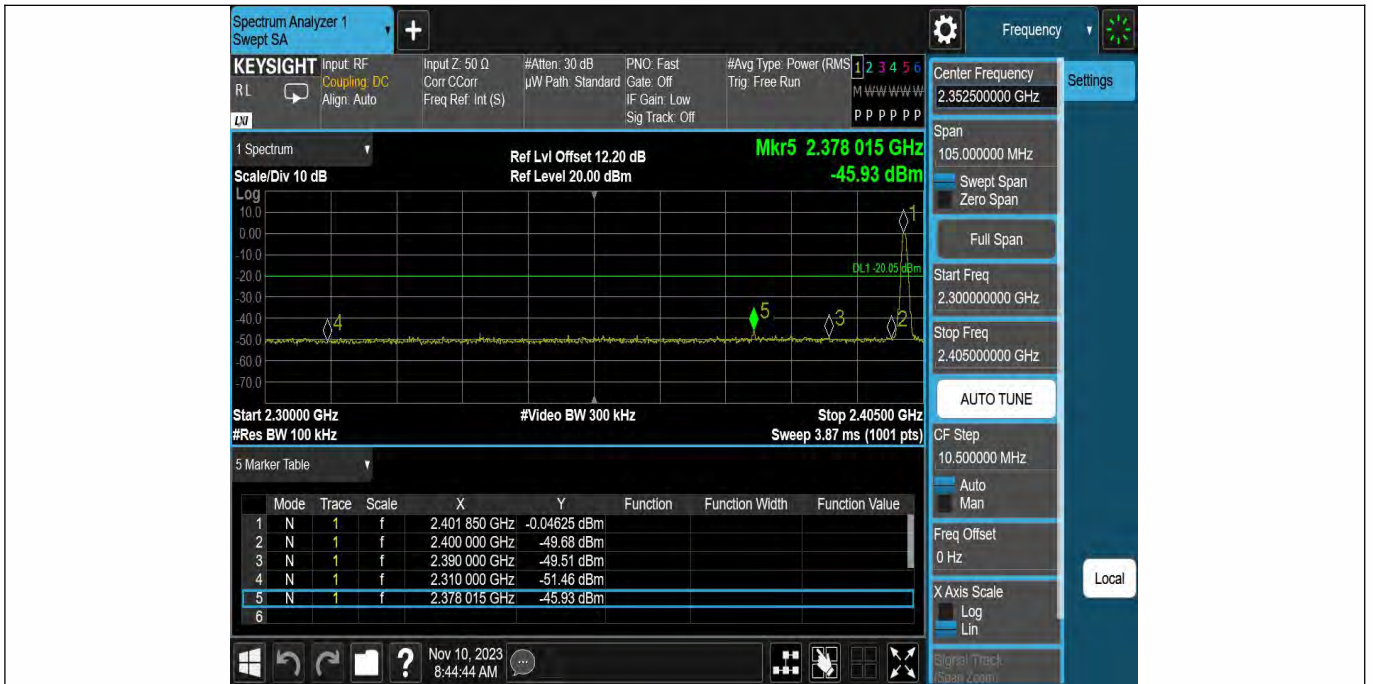 Spectrum Analyzer 1
Swept SA
+
Frequency
KEYSIGHT
RL
LXI
Input: RF
Coupling: DC
Align: Auto
Input Z: 50 Ω
Corr CCorr
Freq Ref: Int (S)
#Atten: 30 dB
µW Path: Standard
PNO: Fast
Gate: Off
IF Gain: Low
Sig Track: Off
#Avg Type: Power (RMS
Trig: Free Run
1 2 3 4 5 6
M W W W W W
P P P P P P
1 Spectrum
Scale/Div 10 dB
Ref Lvl Offset 12.20 dB
Ref Level 20.00 dBm
Mkr5 2.378 015 GHz
-45.93 dBm
Log
10.0
0.00
-10.0
-20.0
-30.0
-40.0
-50.0
-60.0
-70.0
1
DL1 -20.05 dBm
4
5
3
2
Start 2.30000 GHz
#Video BW 300 kHz
Stop 2.40500 GHz
#Res BW 100 kHz
Sweep 3.87 ms (1001 pts)
5 Marker Table
Mode Trace Scale X Y Function Function Width Function Value
1 N 1 f 2.401 850 GHz -0.04625 dBm
2 N 1 f 2.400 000 GHz -49.68 dBm
3 N 1 f 2.390 000 GHz -49.51 dBm
4 N 1 f 2.310 000 GHz -51.46 dBm
5 N 1 f 2.378 015 GHz -45.93 dBm
6
Nov 10, 2023
8:44:44 AM
?
Center Frequency
2.352500000 GHz
Settings
Span
105.000000 MHz
Swept Span
Zero Span
Full Span
Start Freq
2.300000000 GHz
Stop Freq
2.405000000 GHz
AUTO TUNE
CF Step
10.500000 MHz
Auto
Man
Freq Offset
0 Hz
X Axis Scale
Log
Lin
Signal Track
(Span Zoom)
Local